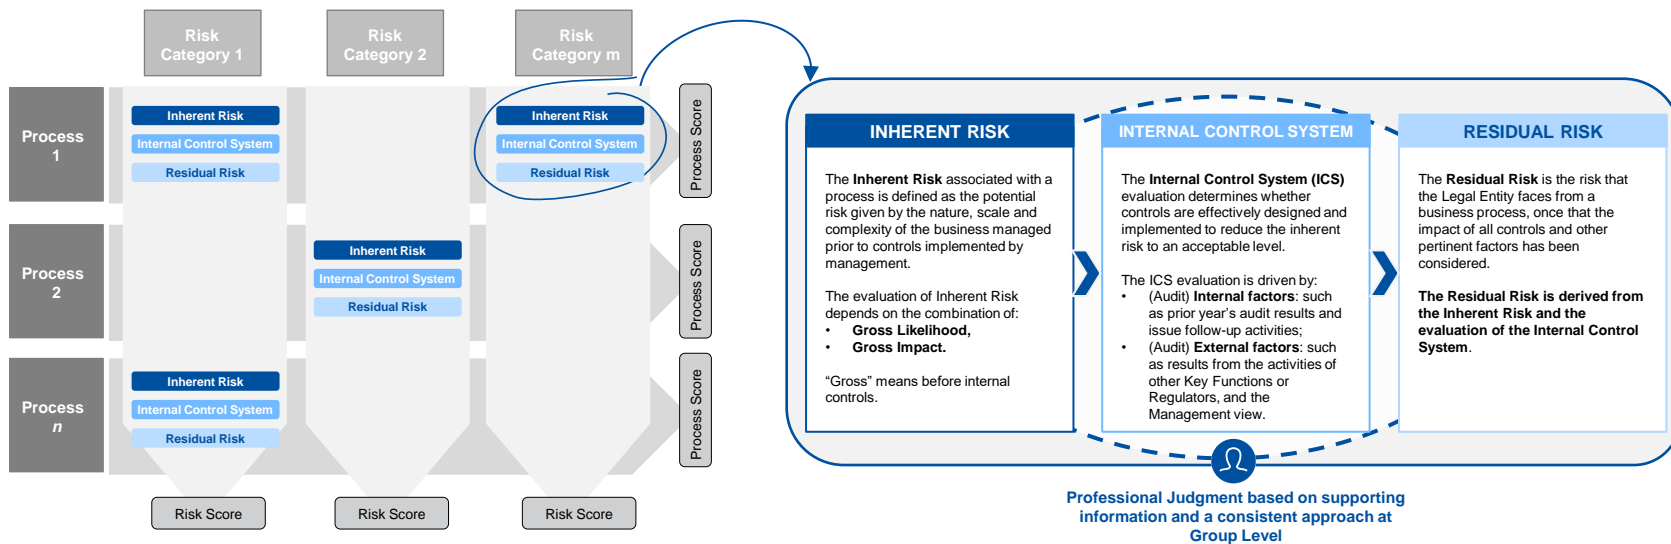 Risk
Category 1
Risk
Category 2
Risk
Category m
Process
1
Inherent Risk
Internal Control System
Residual Risk
Inherent Risk
Internal Control System
Residual Risk
Process Score
Process
2
Inherent Risk
Internal Control System
Residual Risk
Process Score
Process
n
Inherent Risk
Internal Control System
Residual Risk
Process Score
Risk Score
Risk Score
Risk Score
INHERENT RISK
The Inherent Risk associated with a
process is defined as the potential
risk given by the nature, scale and
complexity of the business managed
prior to controls implemented by
management.
The evaluation of Inherent Risk
depends on the combination of:
• Gross Likelihood,
• Gross Impact.
“Gross” means before internal
controls.
INTERNAL CONTROL SYSTEM
The Internal Control System (ICS)
evaluation determines whether
controls are effectively designed and
implemented to reduce the inherent
risk to an acceptable level.
The ICS evaluation is driven by:
• (Audit) Internal factors: such
as prior year’s audit results and
issue follow-up activities;
• (Audit) External factors: such
as results from the activities of
other Key Functions or
Regulators, and the
Management view.
RESIDUAL RISK
The Residual Risk is the risk that
the Legal Entity faces from a
business process, once that the
impact of all controls and other
pertinent factors has been
considered.
The Residual Risk is derived from
the Inherent Risk and the
evaluation of the Internal Control
System.
Professional Judgment based on supporting
information and a consistent approach at
Group Level